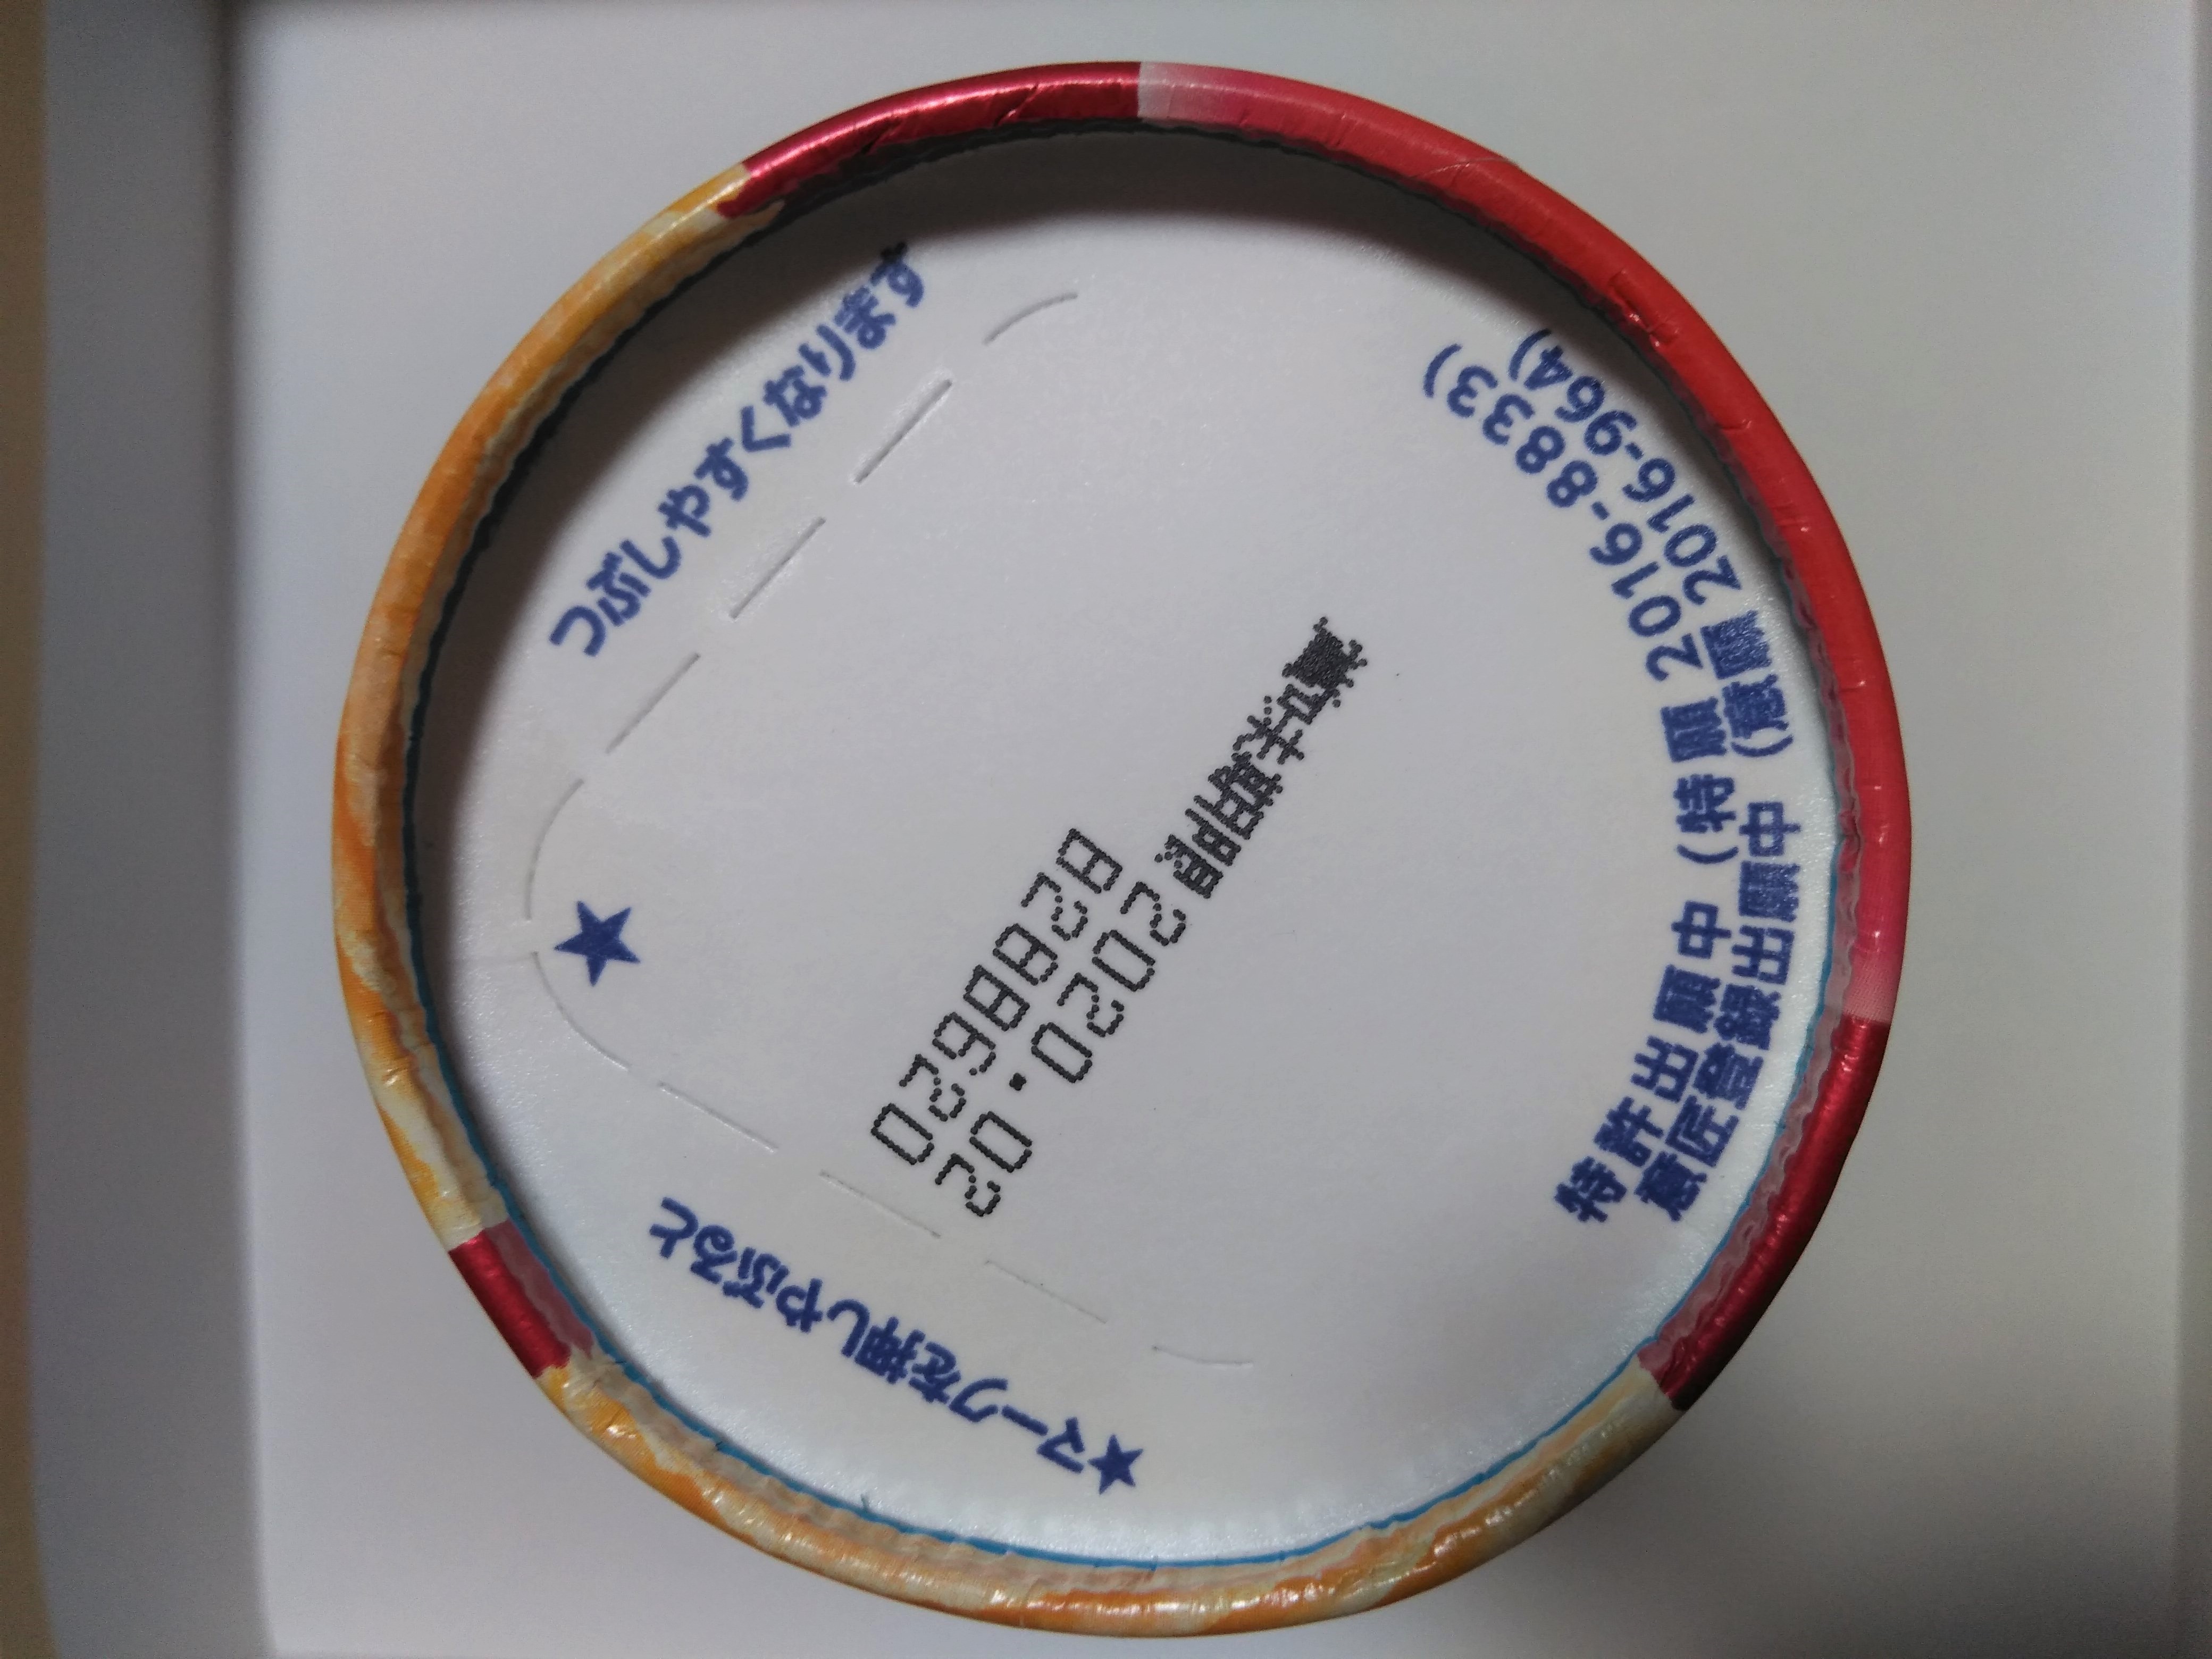 ★マークを押しやぶると
つぶしやすくなります
賞味期限 2020.02
8288620
特許出願中 (特願 2016-8833)
意匠登録出願中 (意願 2016-964)